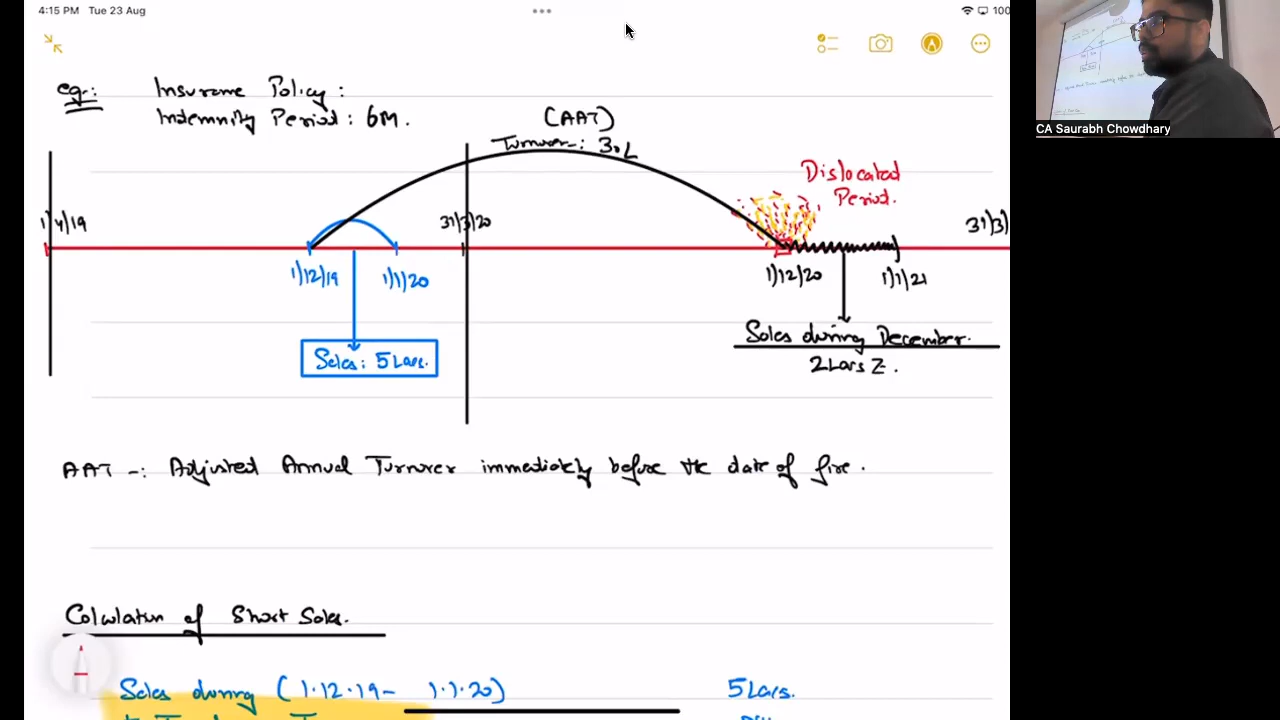 4:15 PM Tue 23 Aug
100
CA Saurabh Chowdhary
eg:
Insurance Policy:
Indemnity Period: 6M.
(AAT)
Turnover-: 30L
Dislocated
Period.
1/4/19
31/3/20
31/3/
1/12/19
1/1/20
1/12/20
1/1/21
Sales: 5 Lacs.
Sales during December.
2 Lacs
AAT -: Adjusted Annual Turnover immediately before the date of fire.
Calculation of Short Sales.
Sales during (1.12.19 - 1.1.20)
5 Lacs.